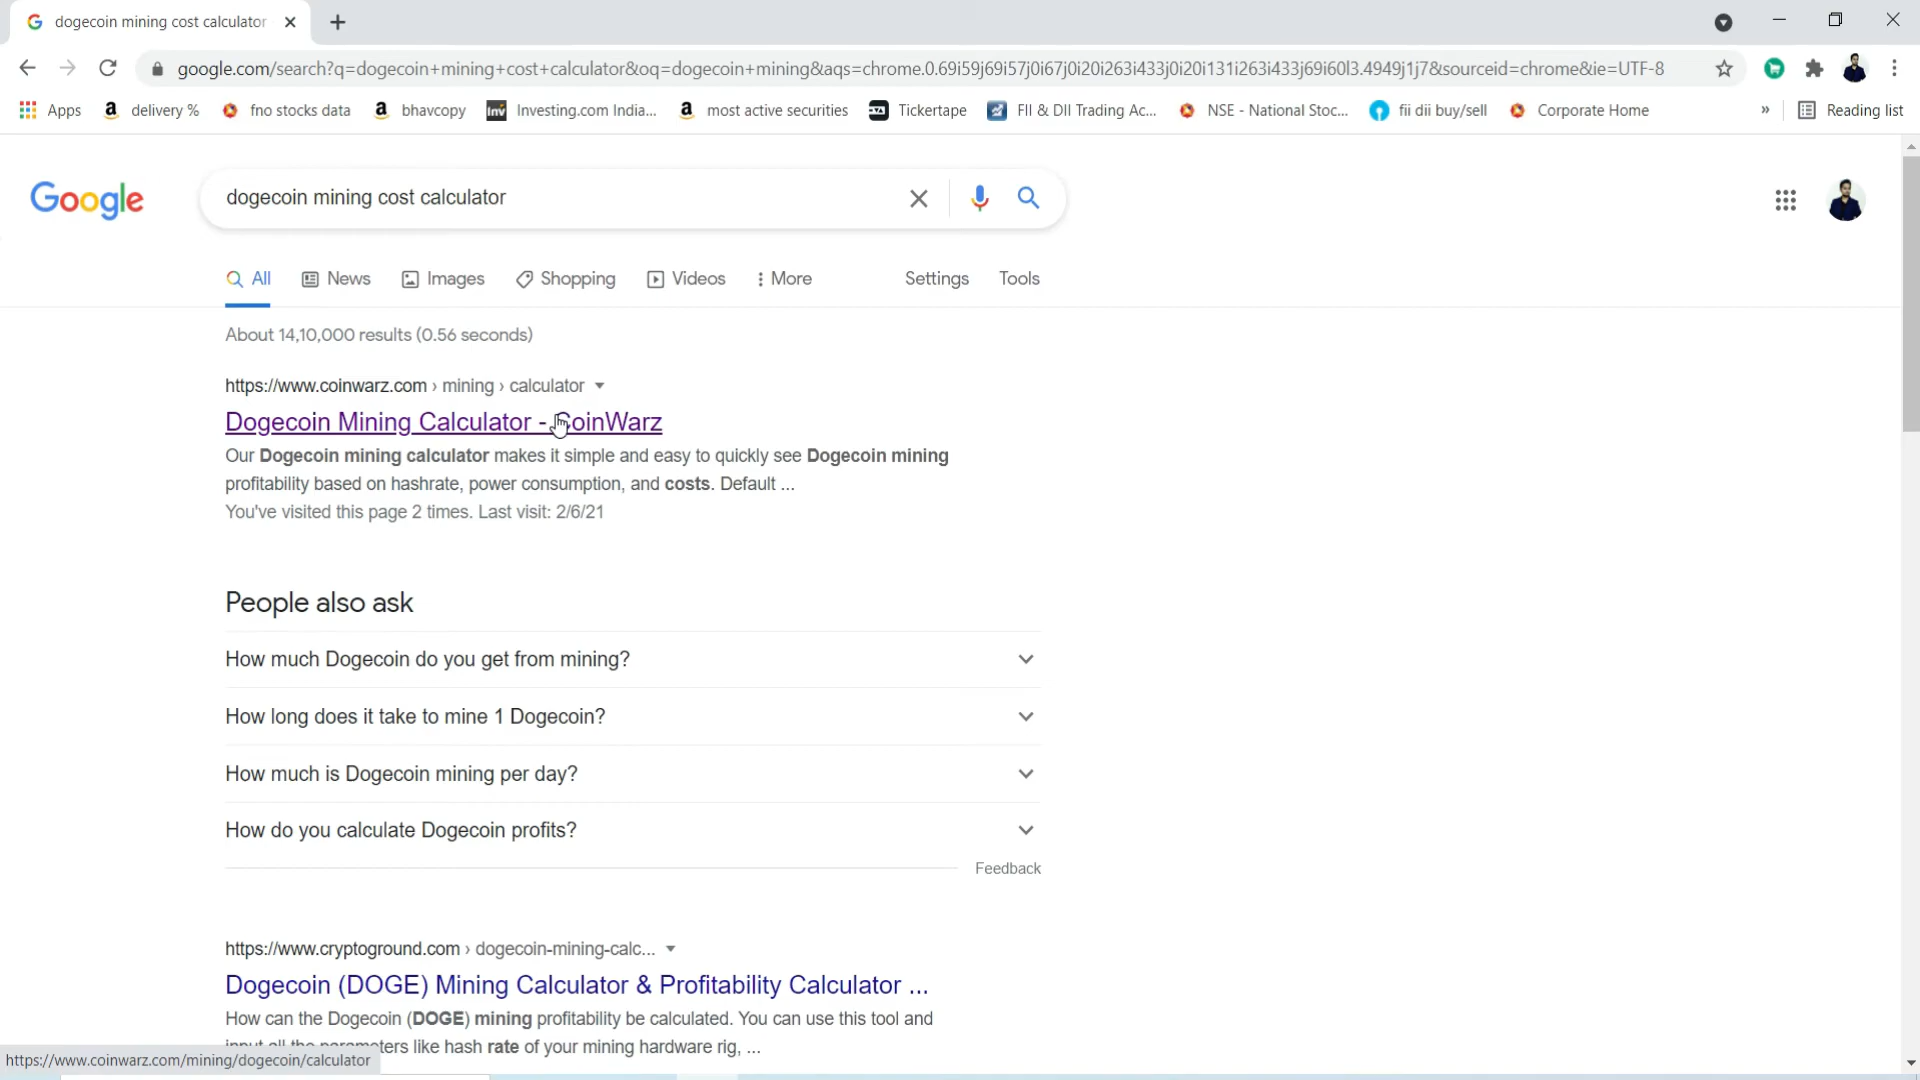 dogecoin mining cost calculator
google.com/search?q=dogecoin+mining+cost+calculator&oq=dogecoin+mining&aqs=chrome.0.69i59j69i57j0i67j0i20i263i433j0i20i131i263i433j69i60l3.4949j1j7&sourceid=chrome&ie=UTF-8
Apps delivery % fno stocks data bhavcopy Investing.com India... most active securities Tickertape FII & DII Trading Ac... NSE - National Stoc... fii dii buy/sell Corporate Home » Reading list
Google dogecoin mining cost calculator
All News Images Shopping Videos More Settings Tools
About 14,10,000 results (0.56 seconds)
https://www.coinwarz.com › mining › calculator
Dogecoin Mining Calculator - CoinWarz
Our Dogecoin mining calculator makes it simple and easy to quickly see Dogecoin mining
profitability based on hashrate, power consumption, and costs. Default ...
You've visited this page 2 times. Last visit: 2/6/21
People also ask
How much Dogecoin do you get from mining?
How long does it take to mine 1 Dogecoin?
How much is Dogecoin mining per day?
How do you calculate Dogecoin profits?
Feedback
https://www.cryptoground.com › dogecoin-mining-calc...
Dogecoin (DOGE) Mining Calculator & Profitability Calculator ...
How can the Dogecoin (DOGE) mining profitability be calculated. You can use this tool and
input all the parameters like hash rate of your mining hardware rig, ...
https://www.coinwarz.com/mining/dogecoin/calculator